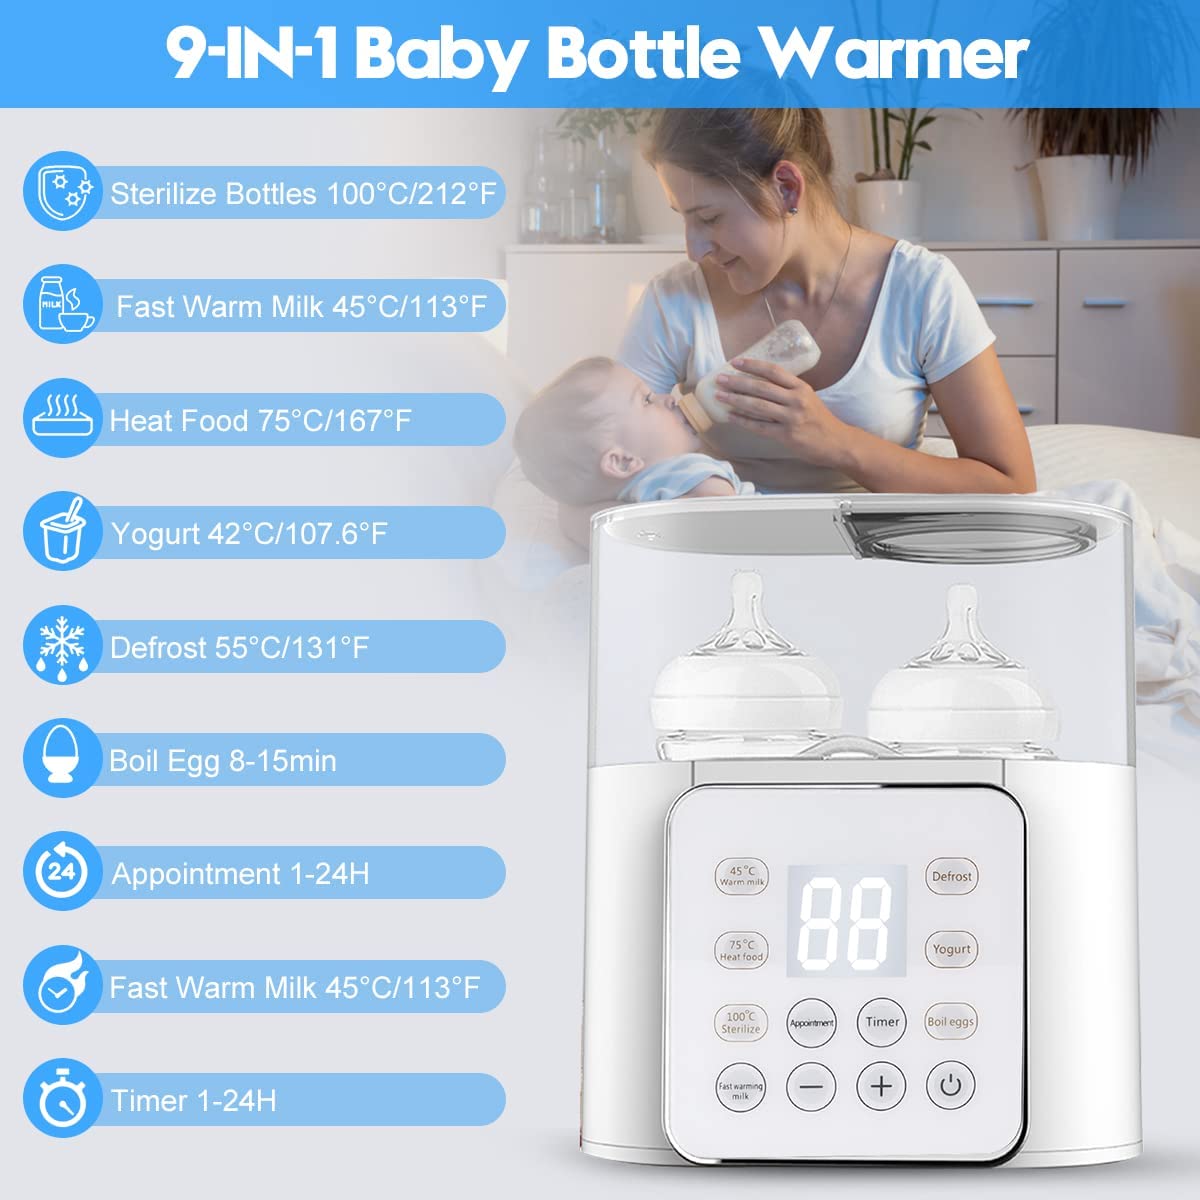 9-IN-1 Baby Bottle Warmer
Sterilize Bottles 100°C/212°F
MILK
Fast Warm Milk 45°C/113°F
Heat Food 75°C/167°F
Yogurt 42°C/107.6°F
Defrost 55°C/131°F
Boil Egg 8-15min
24
Appointment 1-24H
Fast Warm Milk 45°C/113°F
Timer 1-24H
45°C
Warm milk
88
Defrost
75°C
Heat food
Yogurt
100°C
Sterilize
Appointment
Timer
Boil eggs
Fast warming
milk
− +